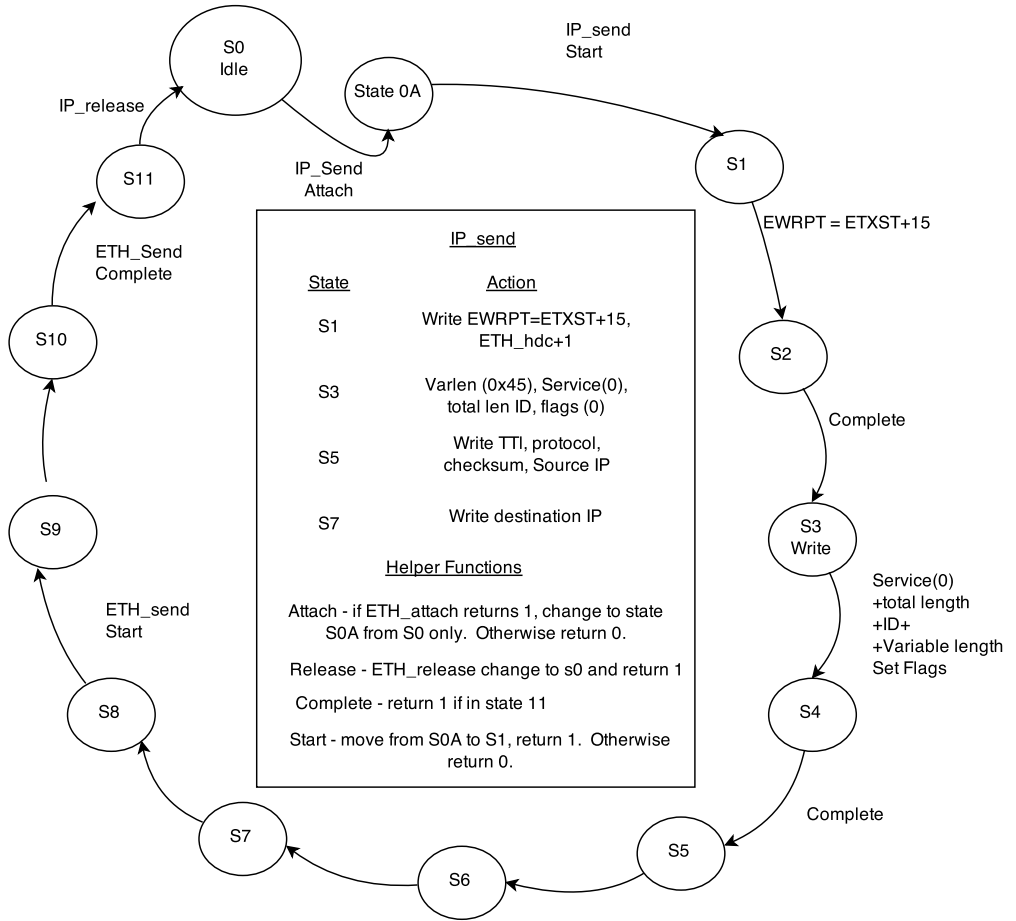 S0
Idle
State 0A
IP_send
Start
IP_release
S11
IP_Send
Attach
S1
EWRPT = ETXST+15
ETH_Send
Complete
S10
S2
Complete
S9
S3
Write
Service(0)
+total length
+ID+
+Variable length
Set Flags
ETH_send
Start
S8
S4
Complete
S7
S6
S5
IP_send
State
Action
S1
Write EWRPT=ETXST+15,
ETH_hdc+1
S3
Varlen (0x45), Service(0),
total len ID, flags (0)
S5
Write TTl, protocol,
checksum, Source IP
S7
Write destination IP
Helper Functions
Attach - if ETH_attach returns 1, change to state
S0A from S0 only. Otherwise return 0.
Release - ETH_release change to s0 and return 1
Complete - return 1 if in state 11
Start - move from S0A to S1, return 1. Otherwise
return 0.